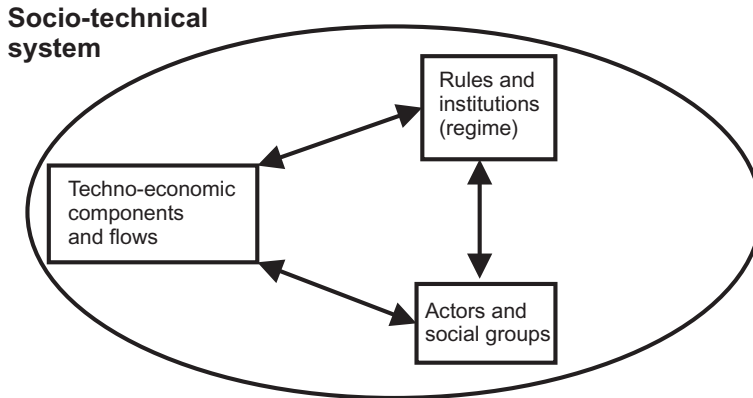 Socio-technical
system
Rules and
institutions
(regime)
Techno-economic
components
and flows
Actors and
social groups